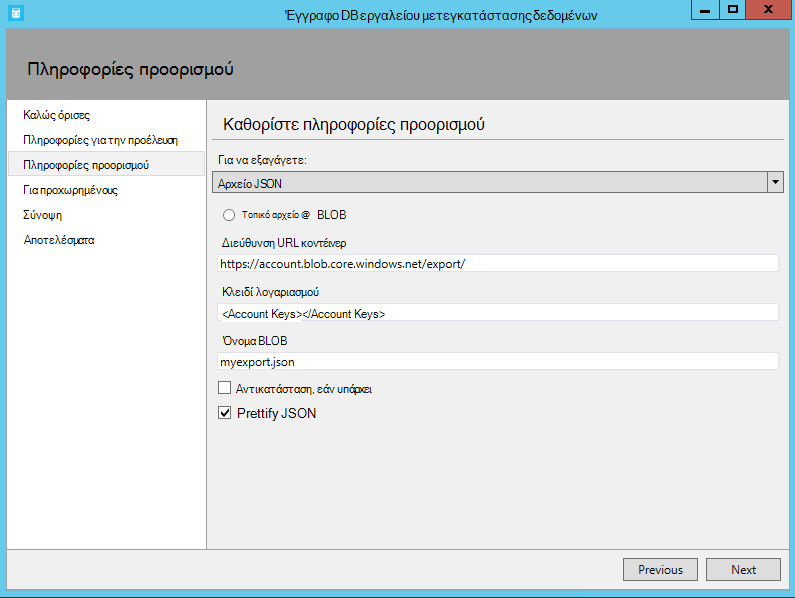 Έγγραφο DB εργαλείου μετεγκατάστασης δεδομένων
Πληροφορίες προορισμού
Καλώς όρισες
Πληροφορίες για την προέλευση
Πληροφορίες προορισμού
Για προχωρημένους
Σύνοψη
Αποτελέσματα
Καθορίστε πληροφορίες προορισμού
Για να εξαγάγετε:
Αρχείο JSON
Τοπικό αρχείο @ BLOB
Διεύθυνση URL κοντέινερ
https://account.blob.core.windows.net/export/
Κλειδί λογαριασμού
<Account Keys></Account Keys>
Όνομα BLOB
myexport.json
Αντικατάσταση, εάν υπάρχει
Prettify JSON
Previous
Next